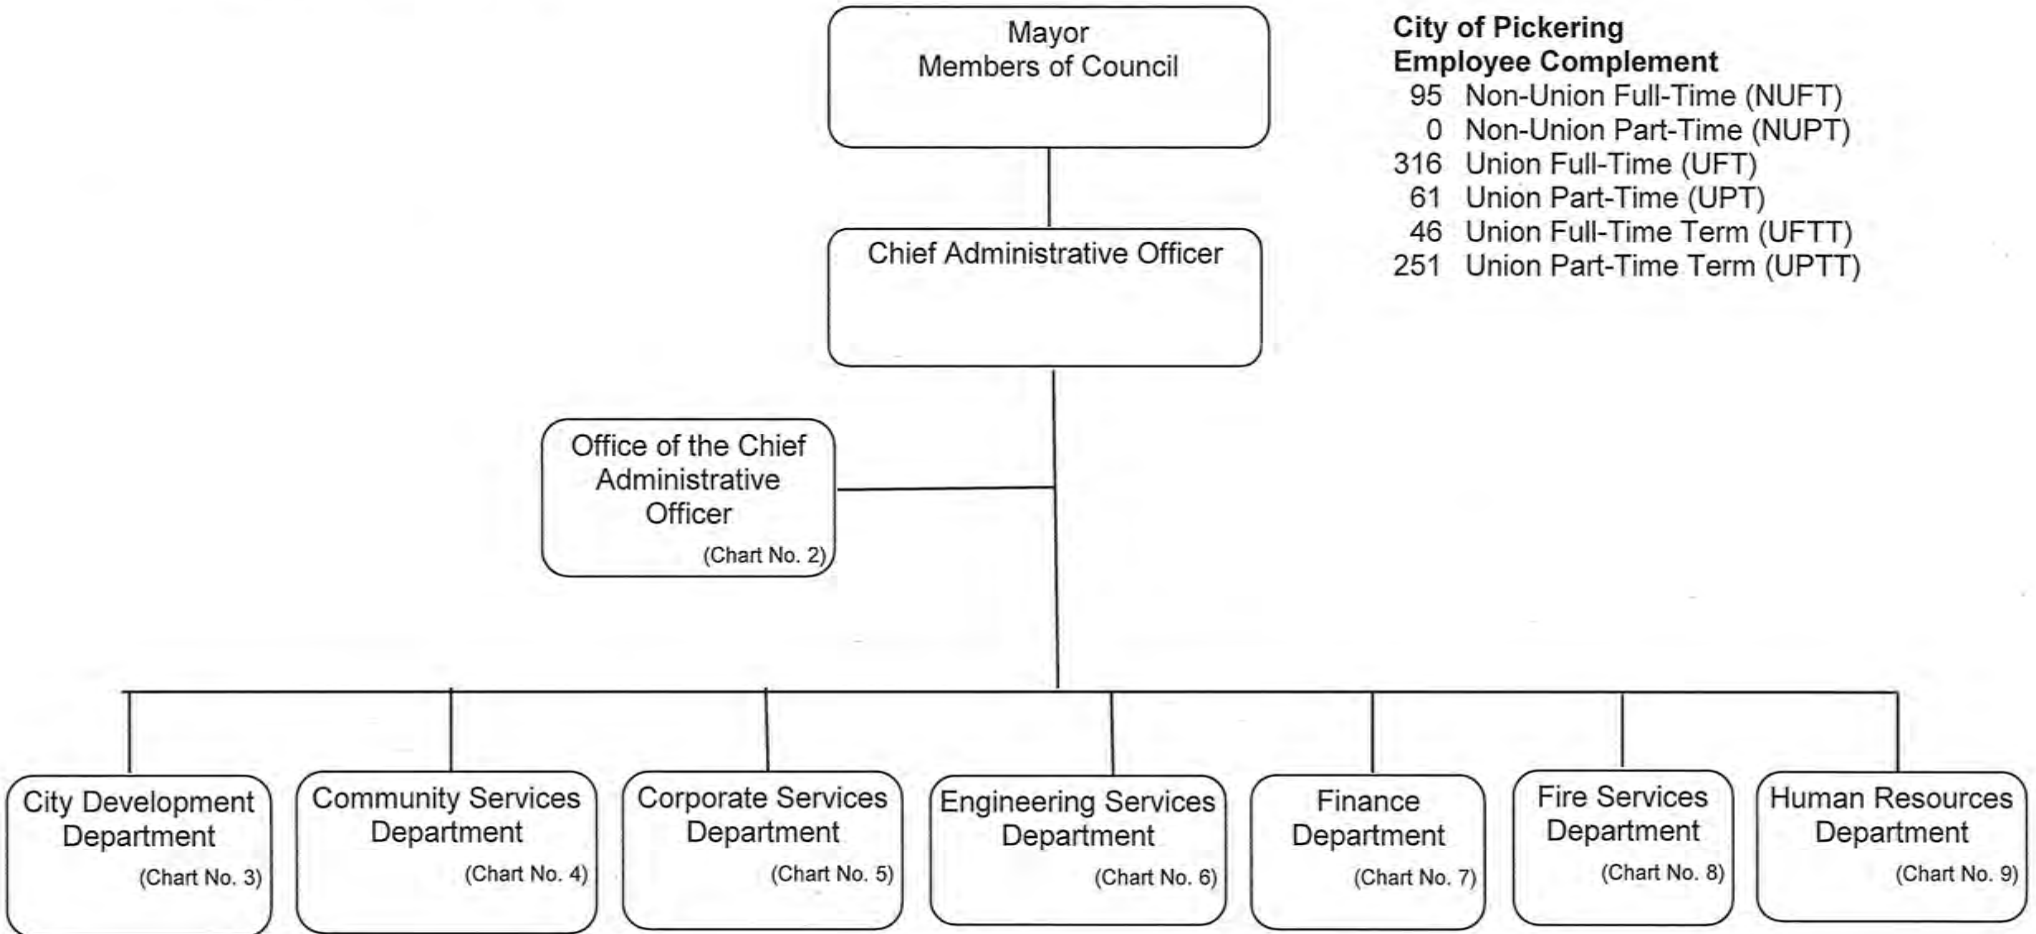 Mayor
Members of Council
City of Pickering
Employee Complement
95 Non-Union Full-Time (NUFT)
0 Non-Union Part-Time (NUPT)
316 Union Full-Time (UFT)
61 Union Part-Time (UPT)
46 Union Full-Time Term (UFTT)
251 Union Part-Time Term (UPTT)
Chief Administrative Officer
Office of the Chief
Administrative
Officer
(Chart No. 2)
City Development
Department
(Chart No. 3)
Community Services
Department
(Chart No. 4)
Corporate Services
Department
(Chart No. 5)
Engineering Services
Department
(Chart No. 6)
Finance
Department
(Chart No. 7)
Fire Services
Department
(Chart No. 8)
Human Resources
Department
(Chart No. 9)